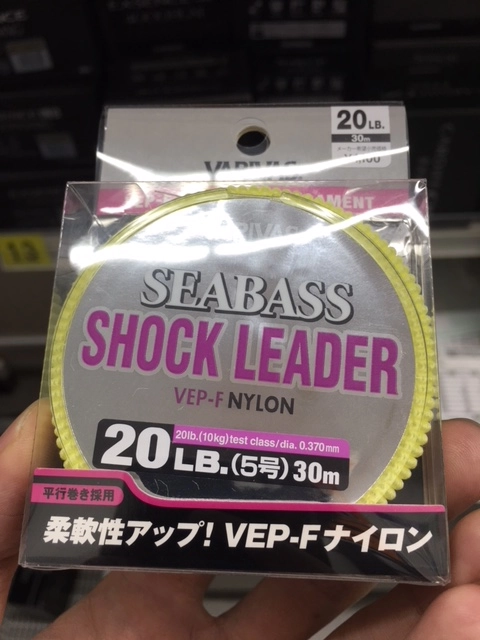 20LB.
30m
YARIVAS
SEABASS
SHOCK LEADER
VEP-F NYLON
20lb.(10kg)test class/dia. 0.370mm
20LB.(5号)30m
平行巻き採用
柔軟性アップ! VEP-Fナイロン